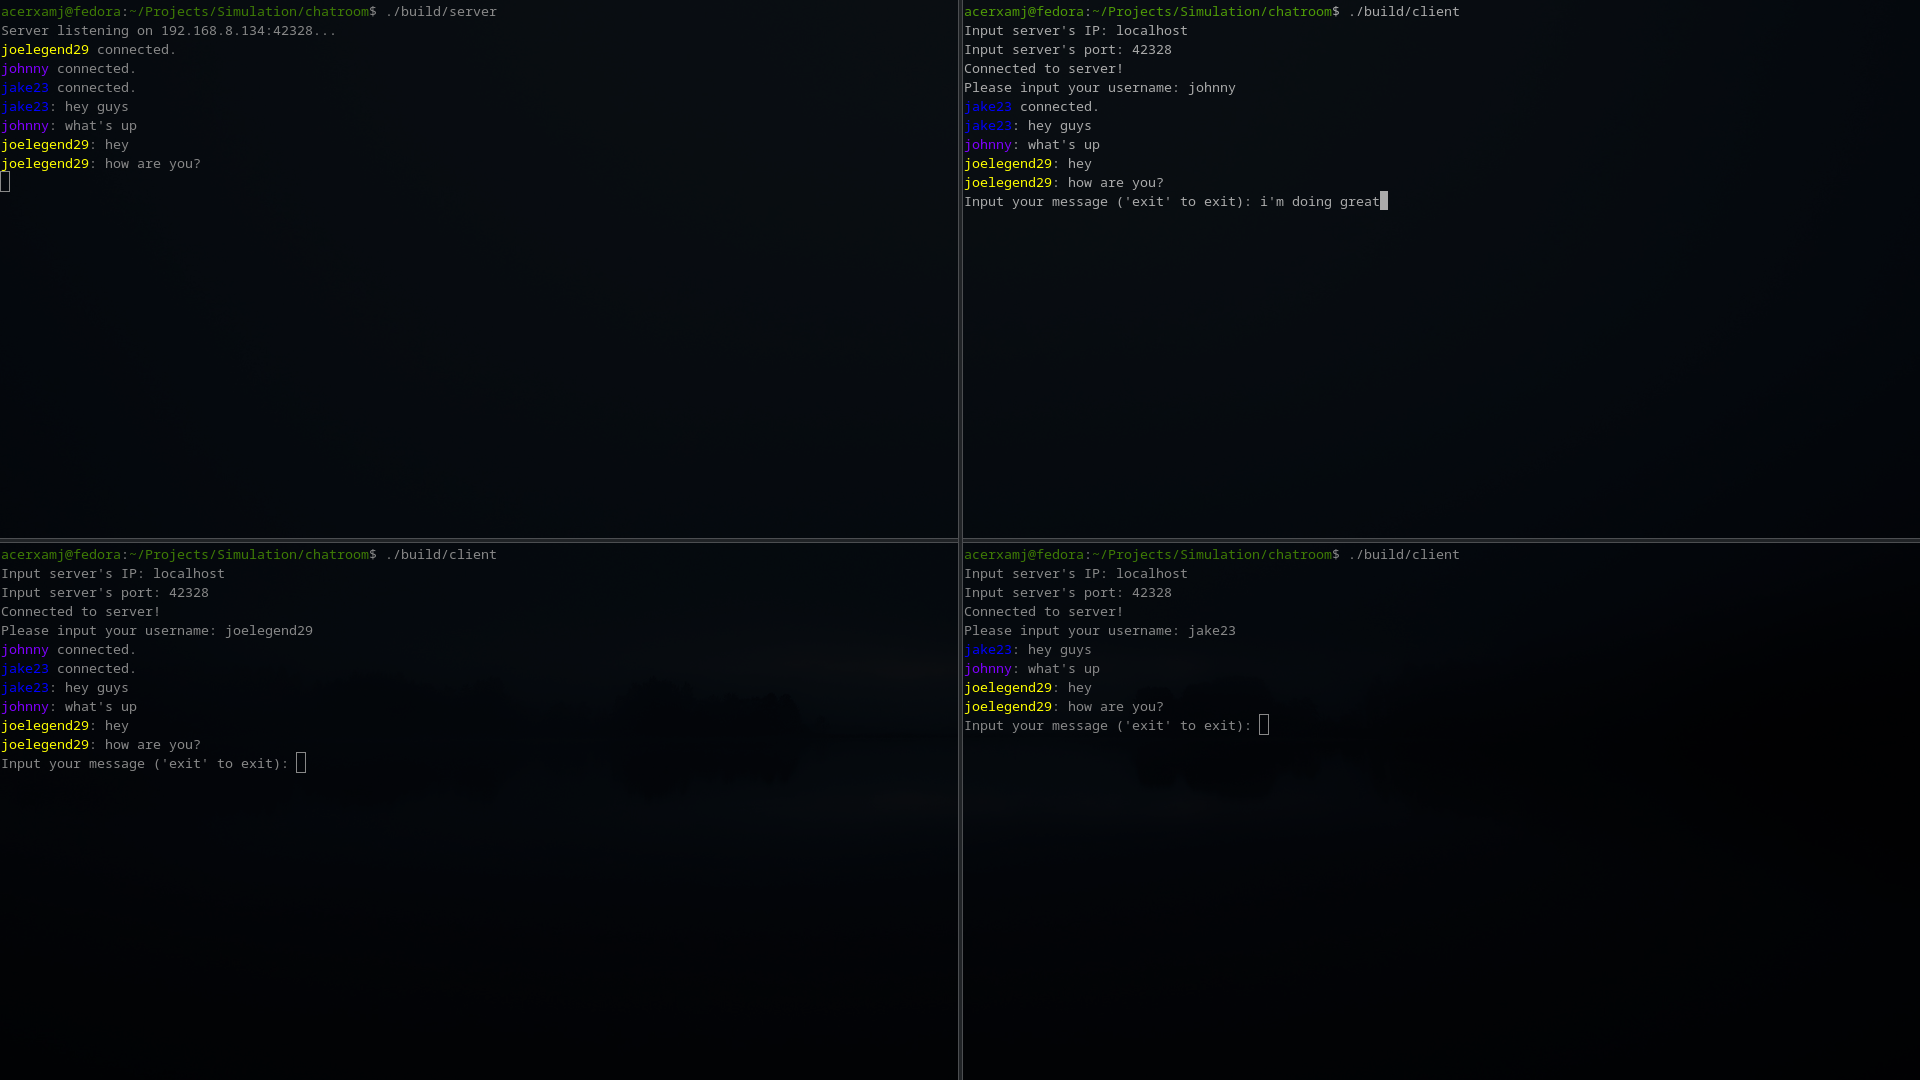 acerxamj@fedora:~/Projects/Simulation/chatroom$ ./build/server
Server listening on 192.168.8.134:42328...
joelegend29 connected.
johnny connected.
jake23 connected.
jake23: hey guys
johnny: what's up
joelegend29: hey
joelegend29: how are you?
acerxamj@fedora:~/Projects/Simulation/chatroom$ ./build/client
Input server's IP: localhost
Input server's port: 42328
Connected to server!
Please input your username: johnny
jake23 connected.
jake23: hey guys
johnny: what's up
joelegend29: hey
joelegend29: how are you?
Input your message ('exit' to exit): i'm doing great
acerxamj@fedora:~/Projects/Simulation/chatroom$ ./build/client
Input server's IP: localhost
Input server's port: 42328
Connected to server!
Please input your username: joelegend29
johnny connected.
jake23 connected.
jake23: hey guys
johnny: what's up
joelegend29: hey
joelegend29: how are you?
Input your message ('exit' to exit):
acerxamj@fedora:~/Projects/Simulation/chatroom$ ./build/client
Input server's IP: localhost
Input server's port: 42328
Connected to server!
Please input your username: jake23
jake23: hey guys
johnny: what's up
joelegend29: hey
joelegend29: how are you?
Input your message ('exit' to exit):